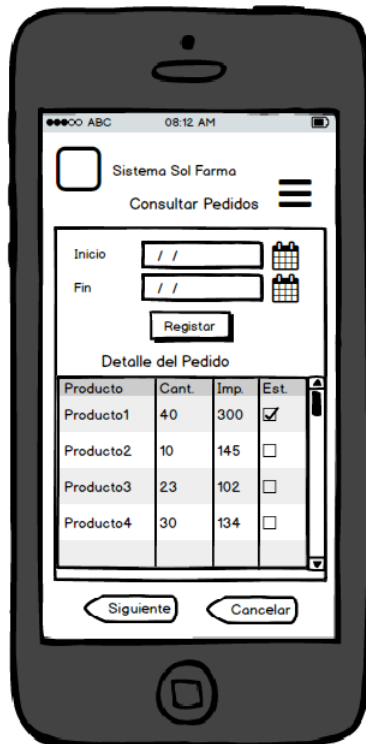 ABC 08:12 AM
Sistema Sol Farma
Consultar Pedidos
Inicio / /
Fin / /
Registar
Detalle del Pedido
Producto Cant. Imp. Est.
Producto1 40 300
Producto2 10 145
Producto3 23 102
Producto4 30 134
Siguiente Cancelar